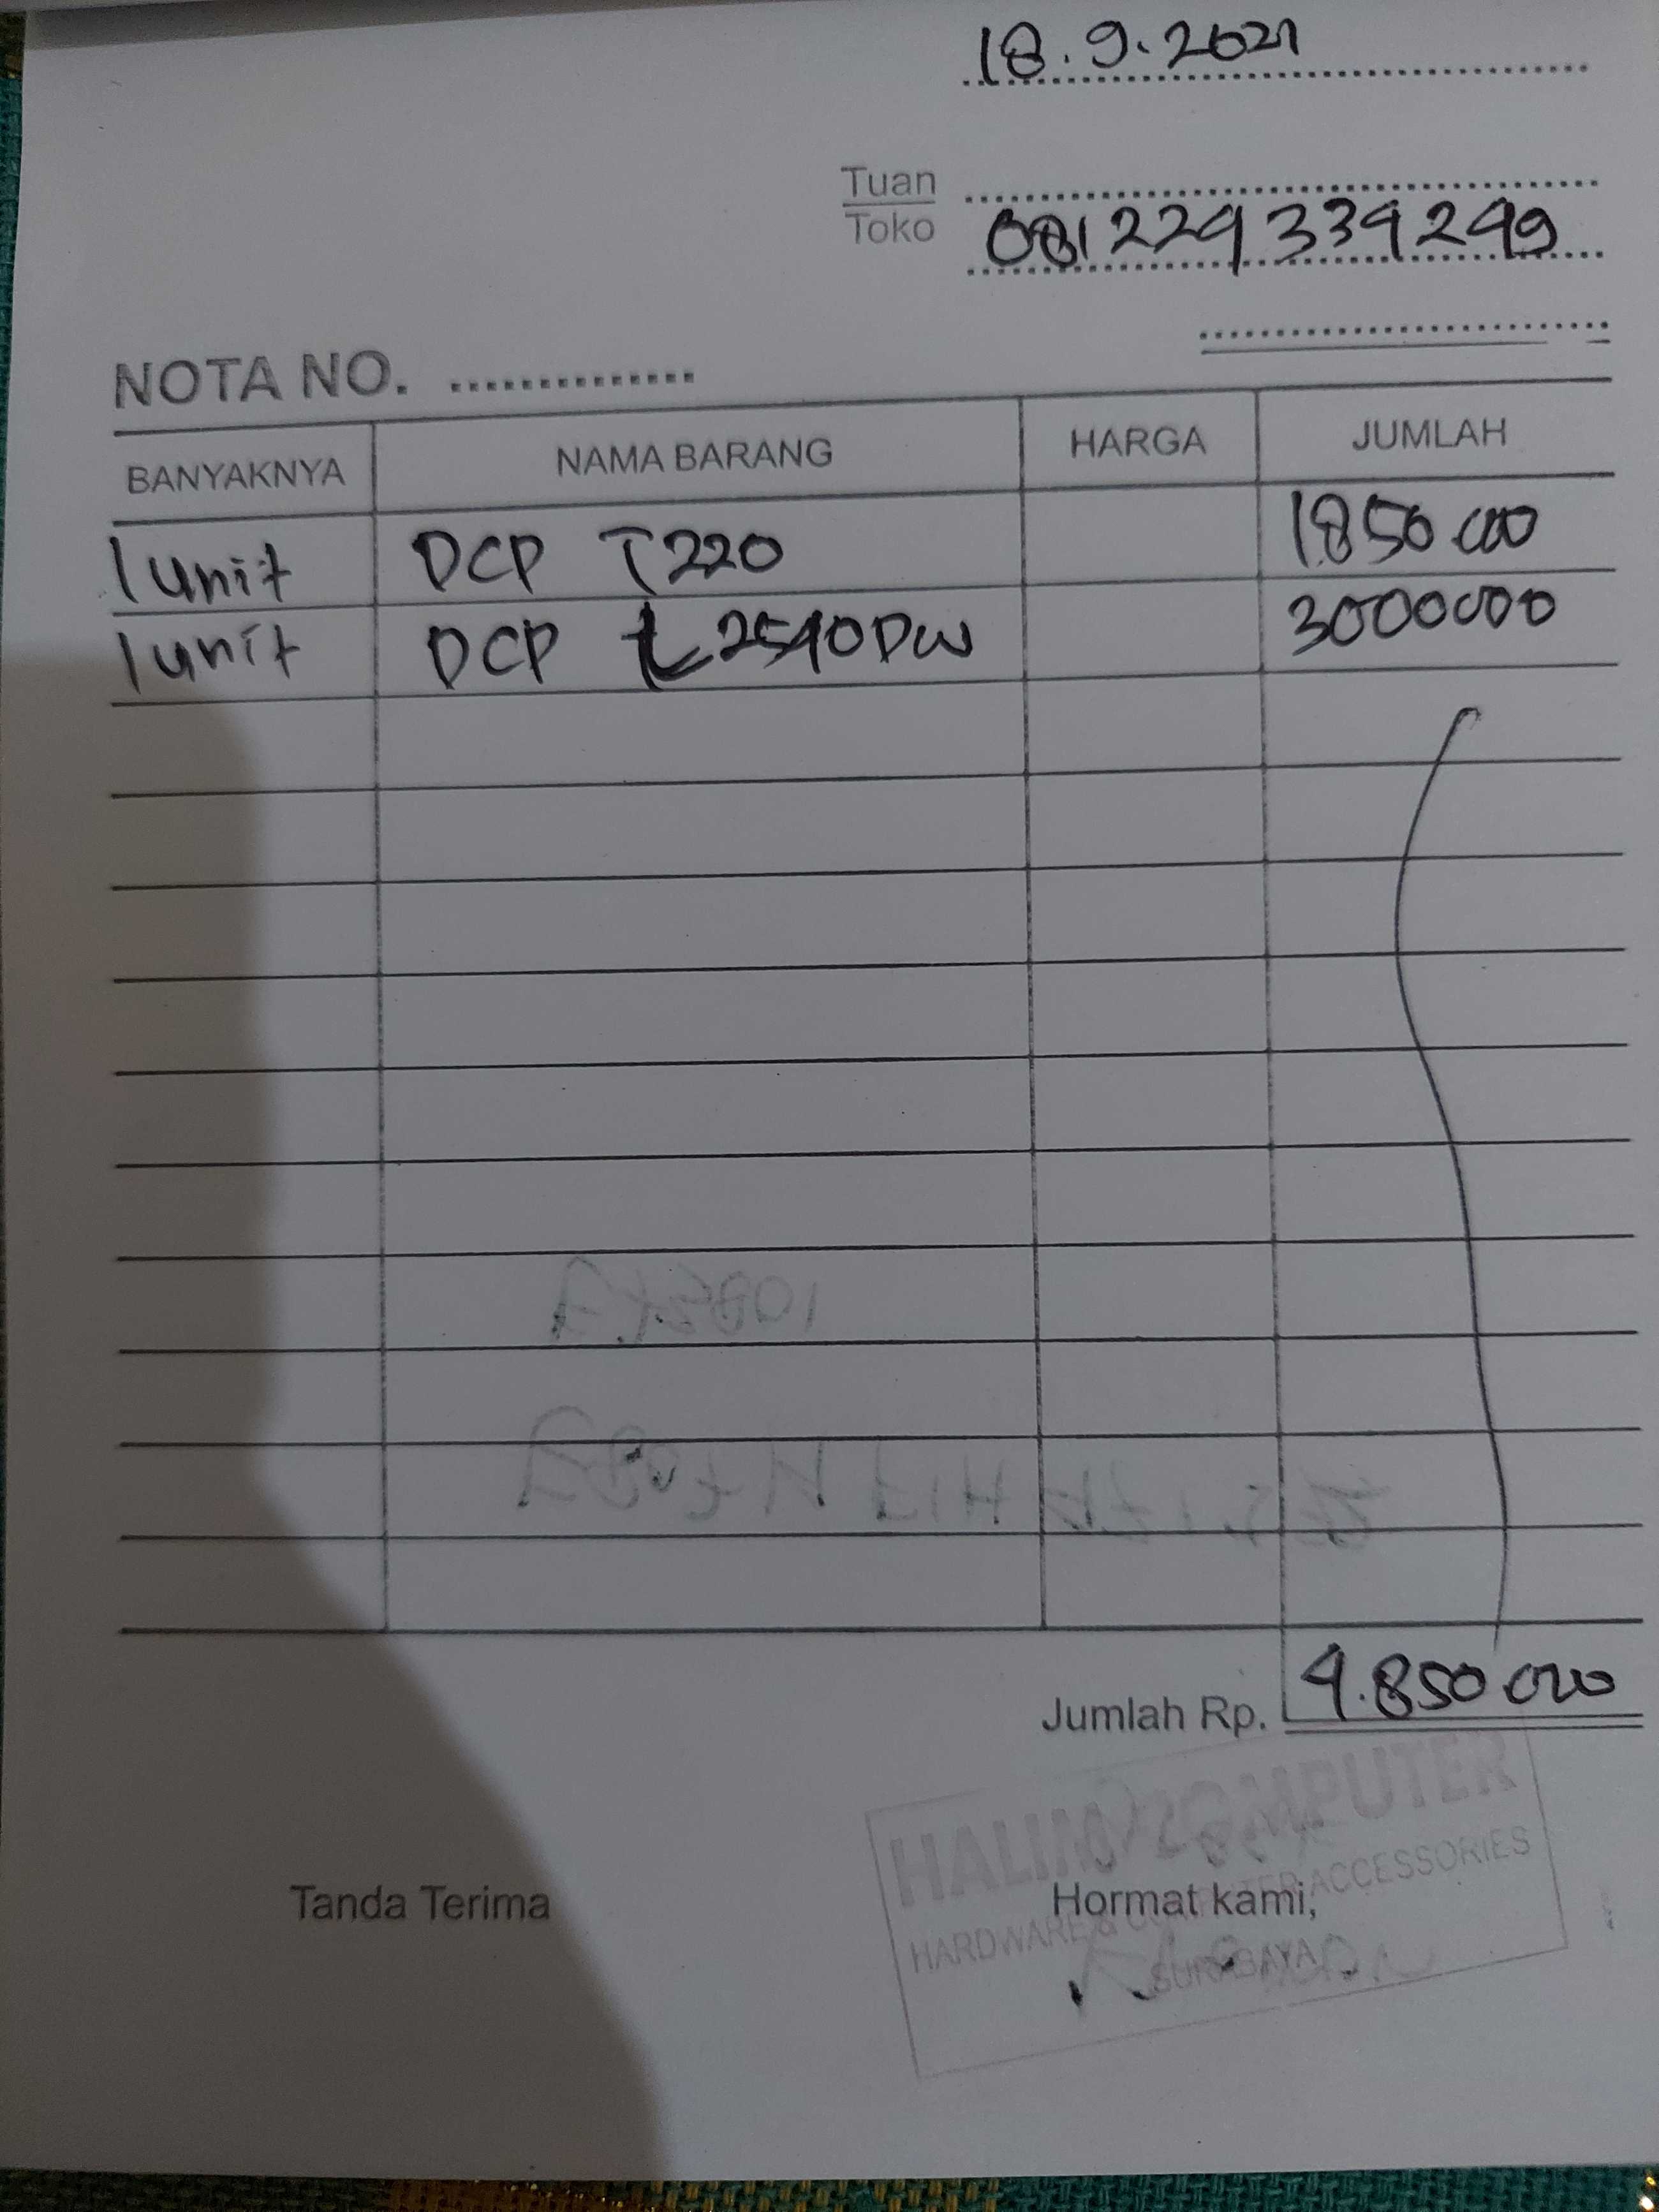 18.9.2021
Tuan
Toko
081229339299
NOTA NO. ...............
BANYAKNYA NAMA BARANG HARGA JUMLAH
1 unit DCP T220 1850.000
1 unit DCP L2540DW 3000000
Jumlah Rp. 4.850 000
HALIM COMPUTER
HARDWARE & COMPUTER ACCESSORIES
SURABAYA
Tanda Terima Hormat kami,